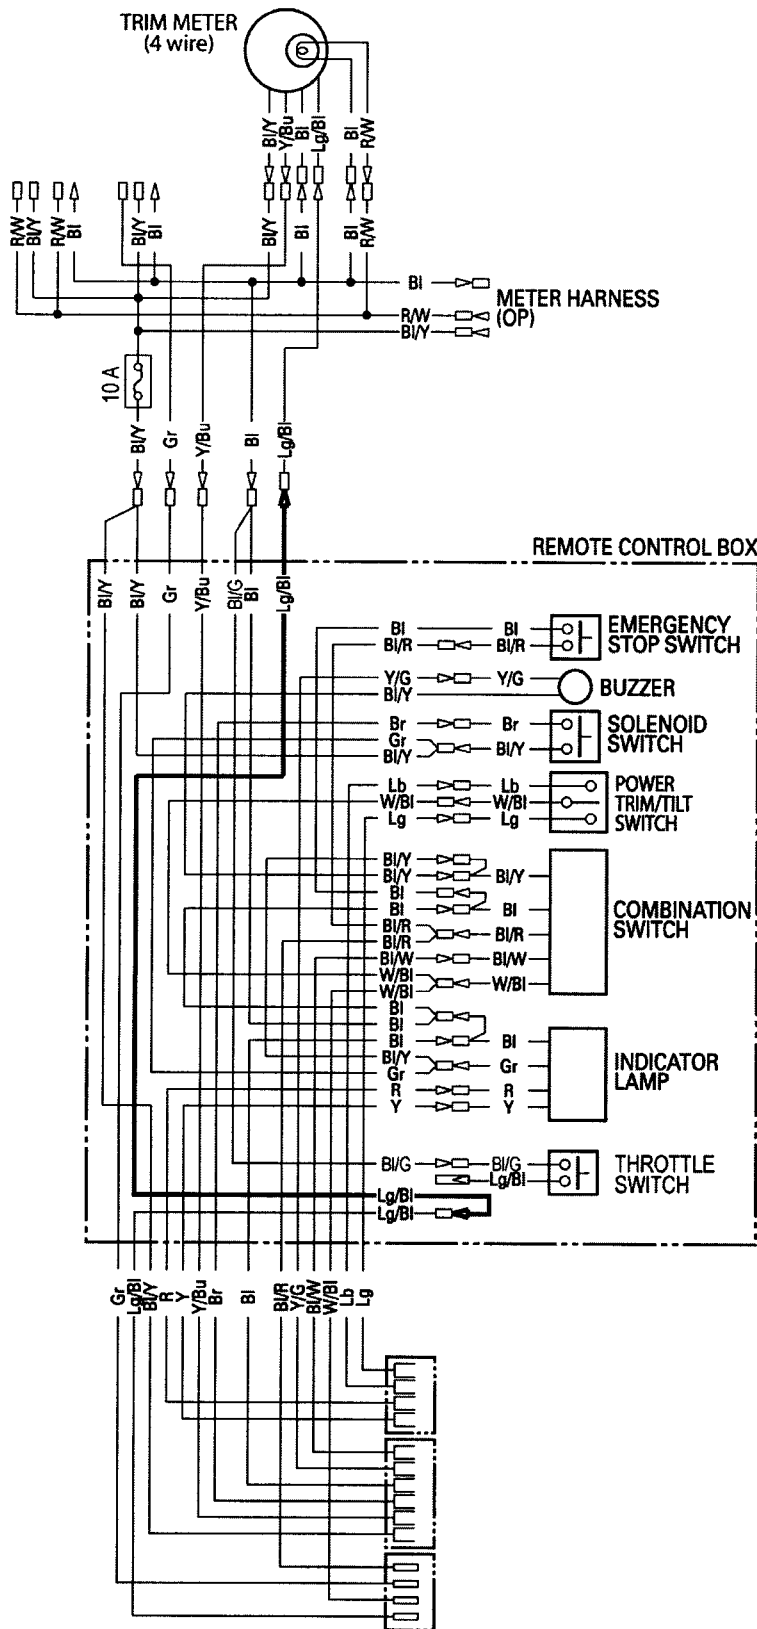 TRIM METER
(4 wire)
Bl/Y
Y/Bu
Bl
Lg/Bl
Bl
R/W
R/W
Bl/Y
R/W
Bl
Bl/Y
Bl
Bl/Y
Bl
Bl
R/W
Bl
METER HARNESS
(OP)
R/W
Bl/Y
10 A
Bl/Y
Gr
Y/Bu
Bl
Lg/Bl
REMOTE CONTROL BOX
Bl/Y
Bl/Y
Gr
Y/Bu
Bl/G
Bl
Lg/Bl
Bl Bl
Bl/R Bl/R
EMERGENCY
STOP SWITCH
Y/G Y/G
Bl/Y
BUZZER
Br Br
Gr
Bl/Y Bl/Y
SOLENOID
SWITCH
Lb Lb
W/Bl W/Bl
Lg Lg
POWER
TRIM/TILT
SWITCH
Bl/Y
Bl/Y Bl/Y
Bl
Bl Bl
Bl/R
Bl/R Bl/R
Bl/W Bl/W
W/Bl
W/Bl W/Bl
COMBINATION
SWITCH
Bl
Bl
Bl Bl
Bl/Y
Gr Gr
R R
Y Y
INDICATOR
LAMP
Bl/G Bl/G
Lg/Bl
THROTTLE
SWITCH
Lg/Bl
Lg/Bl
Gr
Lg/Bl
Bl/Y
R
Y
Y/Bu
Br
Bl
Bl/R
Y/G
Bl/W
W/Bl
Lb
Lg